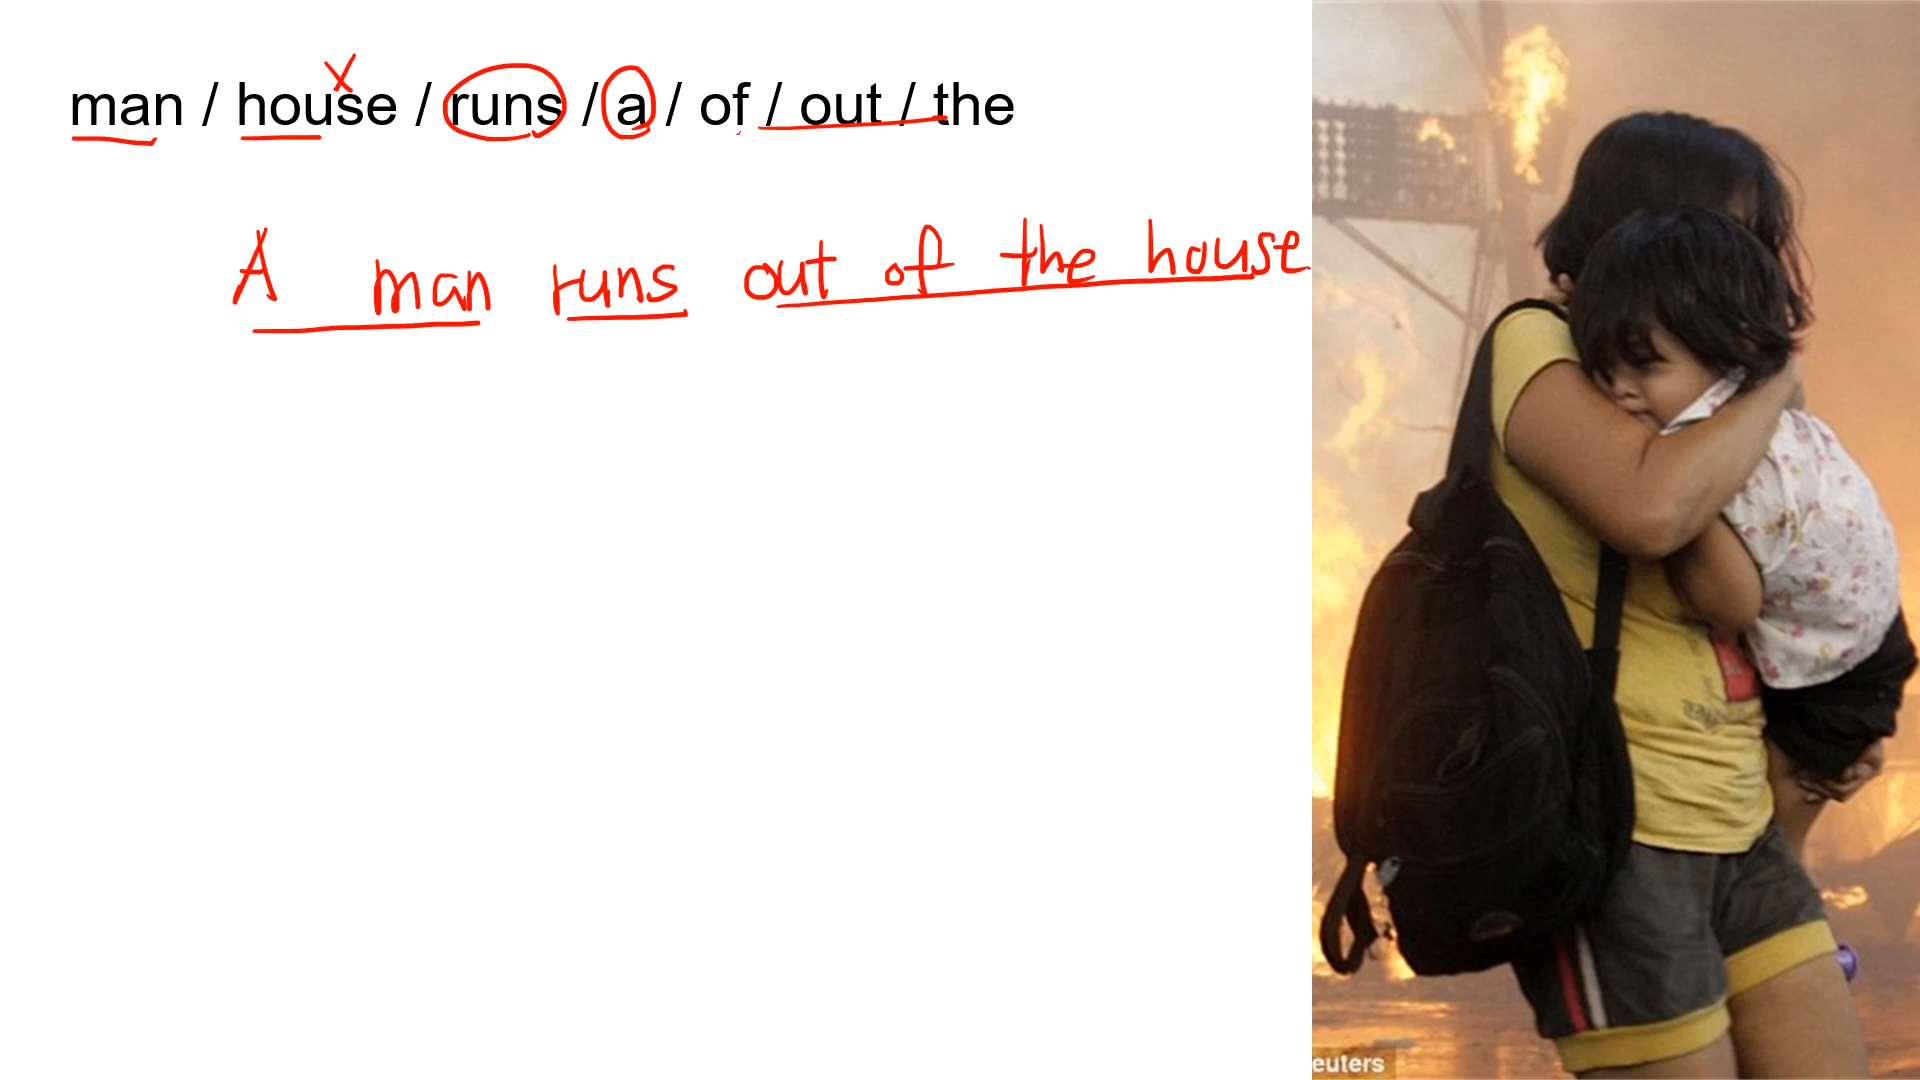 man / house / runs / a / of / out / the
A man runs out of the house
euters